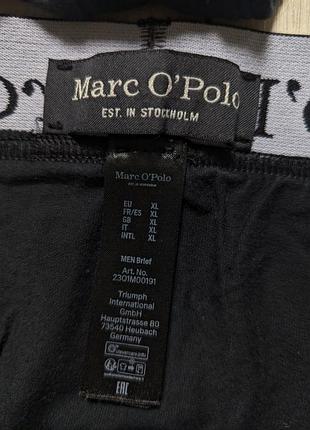 Marc O'Polo
EST. IN STOCKHOLM
Marc O'Polo
EU XL
FR/ES XL
GB XL
IT XL
INTL XL
MEN Brief
Art. No.
2301M00191
Triumph
International
GmbH
Hauptstrasse 80
73540 Heubach
Germany
EAC